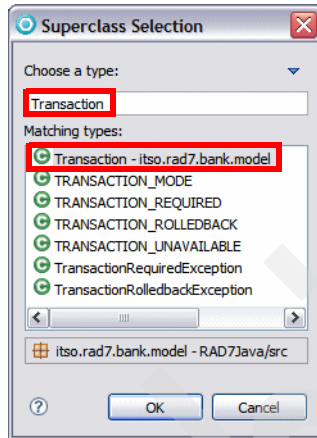 Superclass Selection
Choose a type:
Transaction
Matching types:
Transaction - itso.rad7.bank.model
TRANSACTION_MODE
TRANSACTION_REQUIRED
TRANSACTION_ROLLEDBACK
TRANSACTION_UNAVAILABLE
TransactionRequiredException
TransactionRolledbackException
itso.rad7.bank.model - RAD7Java/src
OK Cancel